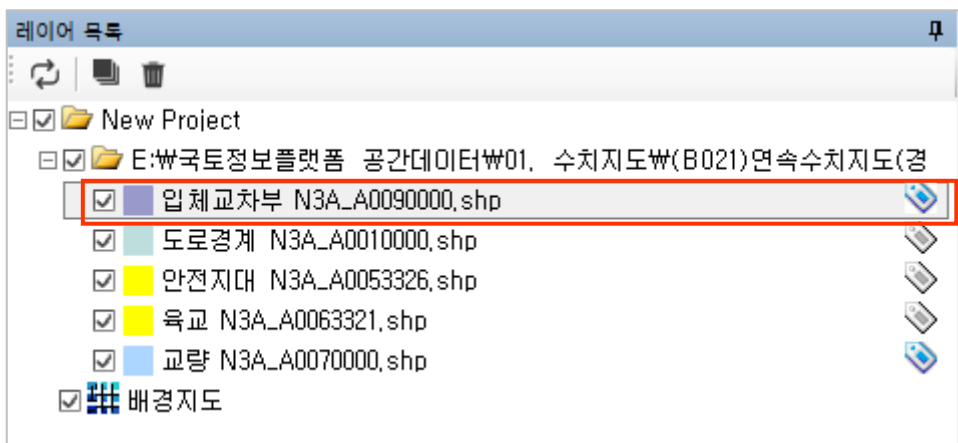 레이어 목록
New Project
E:₩국토정보플랫폼 공간데이터₩01. 수치지도₩(B021)연속수치지도(경
입체교차부 N3A_A0090000.shp
도로경계 N3A_A0010000.shp
안전지대 N3A_A0053326.shp
육교 N3A_A0063321.shp
교량 N3A_A0070000.shp
배경지도